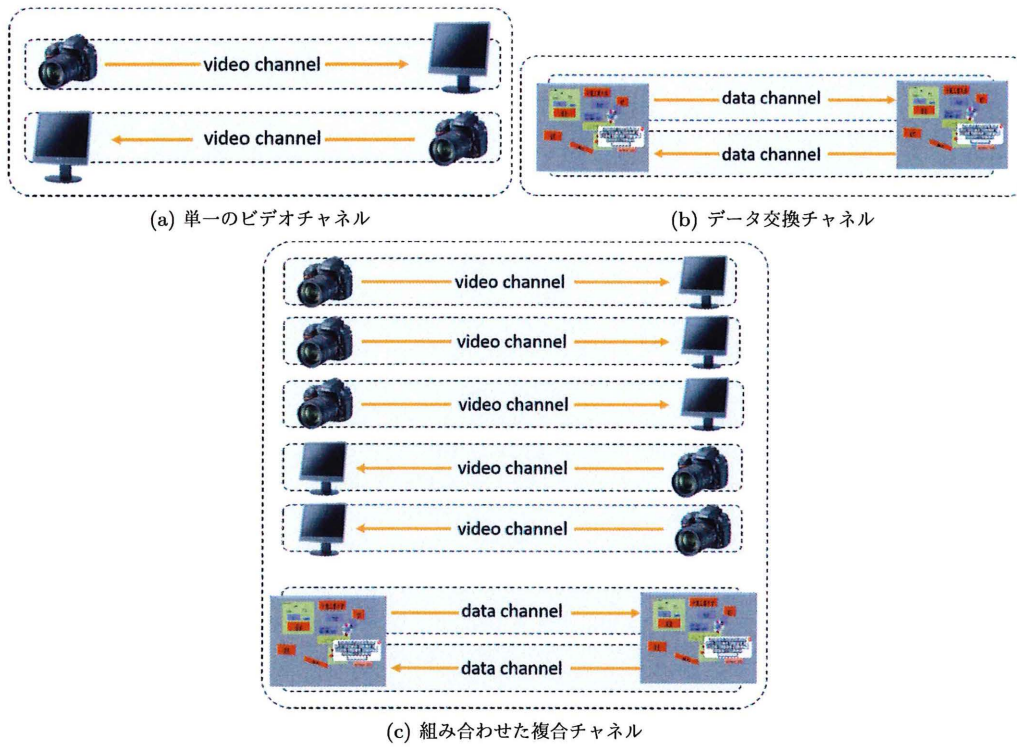 video channel
video channel
(a) 単一のビデオチャネル
data channel
data channel
(b) データ交換チャネル
video channel
video channel
video channel
video channel
video channel
data channel
data channel
(c) 組み合わせた複合チャネル